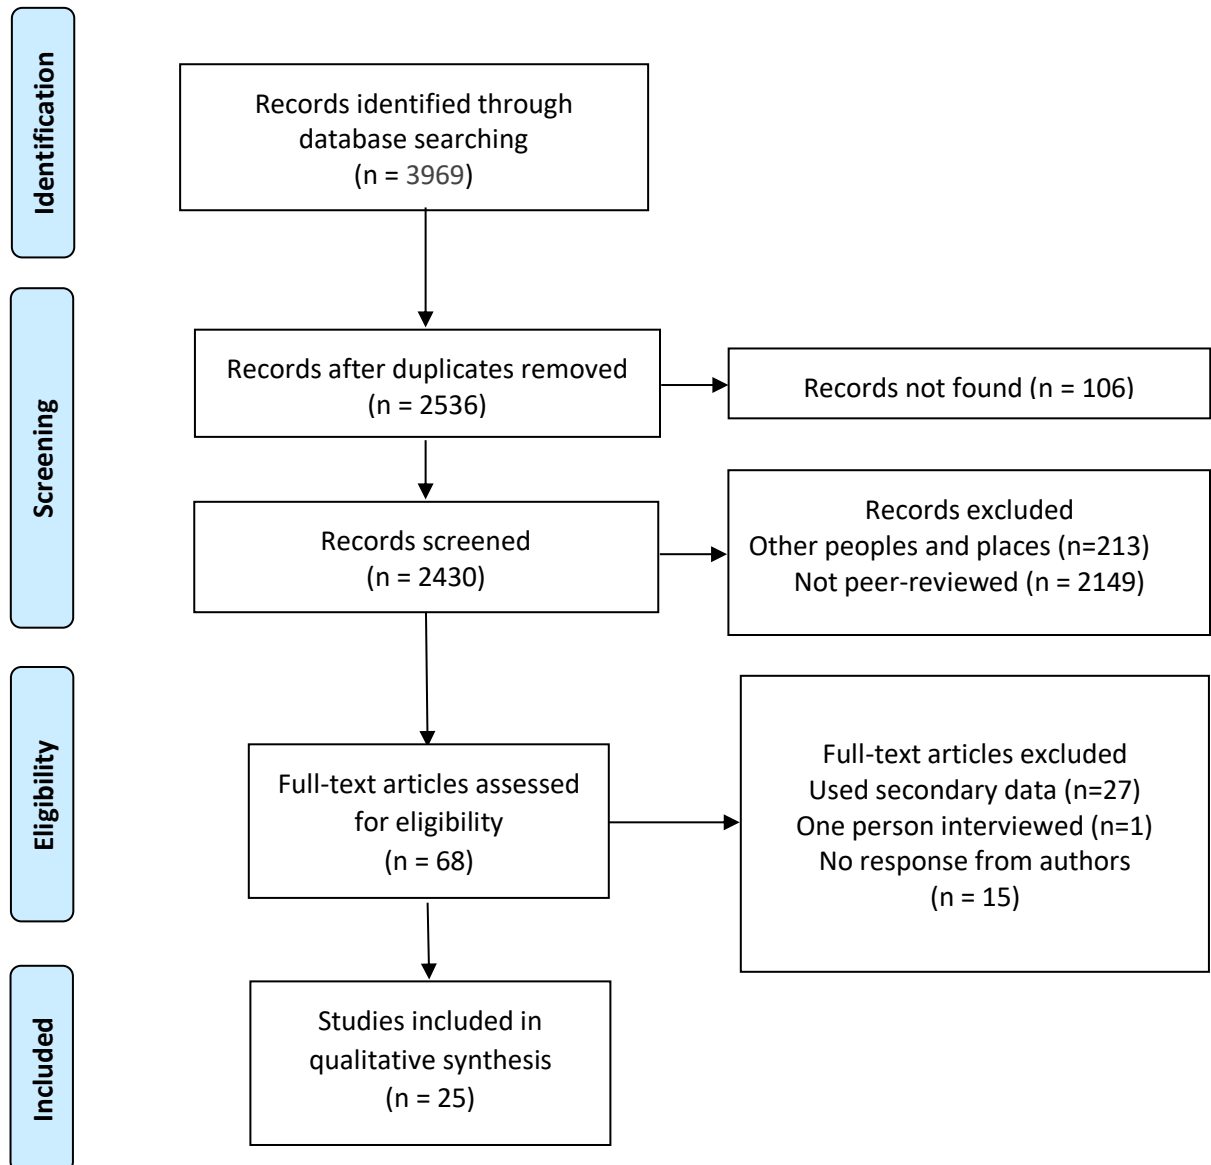 Identification
Records identified through
database searching
(n = 3969)
Screening
Records after duplicates removed
(n = 2536)
Records not found (n = 106)
Records screened
(n = 2430)
Records excluded
Other peoples and places (n=213)
Not peer-reviewed (n = 2149)
Eligibility
Full-text articles assessed
for eligibility
(n = 68)
Full-text articles excluded
Used secondary data (n=27)
One person interviewed (n=1)
No response from authors
(n = 15)
Included
Studies included in
qualitative synthesis
(n = 25)